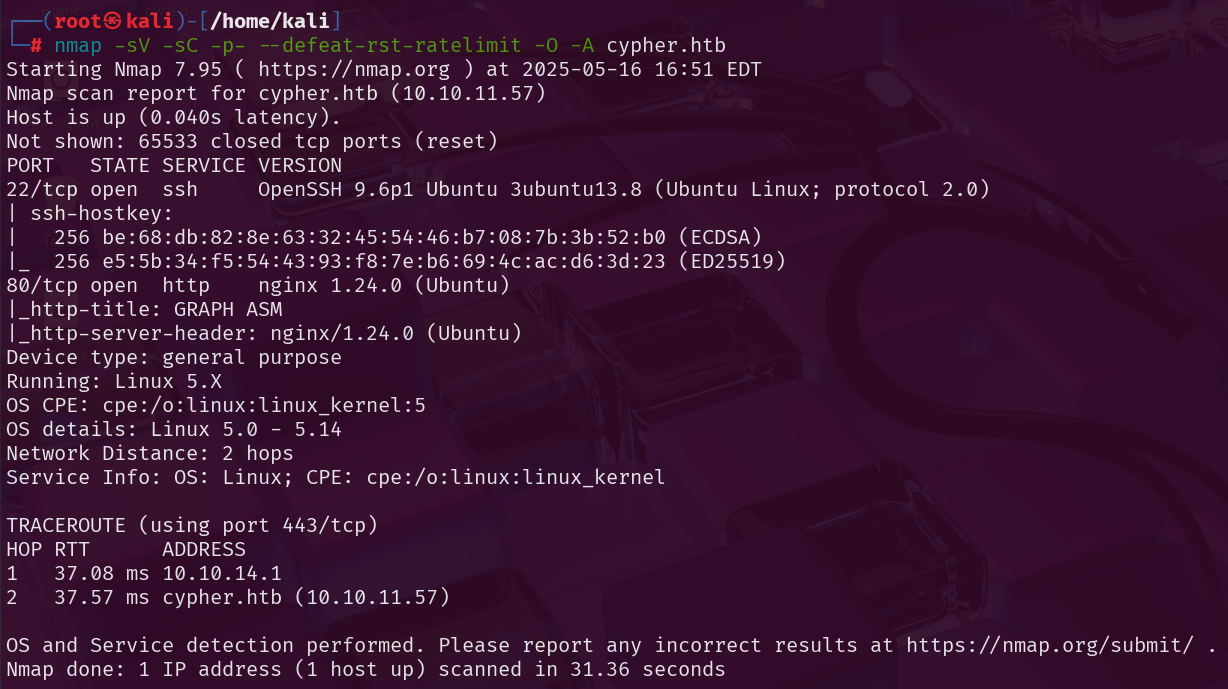 ┌──(root㉿kali)-[/home/kali]
└─# nmap -sV -sC -p- --defeat-rst-ratelimit -O -A cypher.htb
Starting Nmap 7.95 ( https://nmap.org ) at 2025-05-16 16:51 EDT
Nmap scan report for cypher.htb (10.10.11.57)
Host is up (0.040s latency).
Not shown: 65533 closed tcp ports (reset)
PORT   STATE SERVICE VERSION
22/tcp open  ssh     OpenSSH 9.6p1 Ubuntu 3ubuntu13.8 (Ubuntu Linux; protocol 2.0)
| ssh-hostkey:
|   256 be:68:db:82:8e:63:32:45:54:46:b7:08:7b:3b:52:b0 (ECDSA)
|_  256 e5:5b:34:f5:54:43:93:f8:7e:b6:69:4c:ac:d6:3d:23 (ED25519)
80/tcp open  http    nginx 1.24.0 (Ubuntu)
|_http-title: GRAPH ASM
|_http-server-header: nginx/1.24.0 (Ubuntu)
Device type: general purpose
Running: Linux 5.X
OS CPE: cpe:/o:linux:linux_kernel:5
OS details: Linux 5.0 - 5.14
Network Distance: 2 hops
Service Info: OS: Linux; CPE: cpe:/o:linux:linux_kernel

TRACEROUTE (using port 443/tcp)
HOP RTT      ADDRESS
1   37.08 ms 10.10.14.1
2   37.57 ms cypher.htb (10.10.11.57)

OS and Service detection performed. Please report any incorrect results at https://nmap.org/submit/ .
Nmap done: 1 IP address (1 host up) scanned in 31.36 seconds